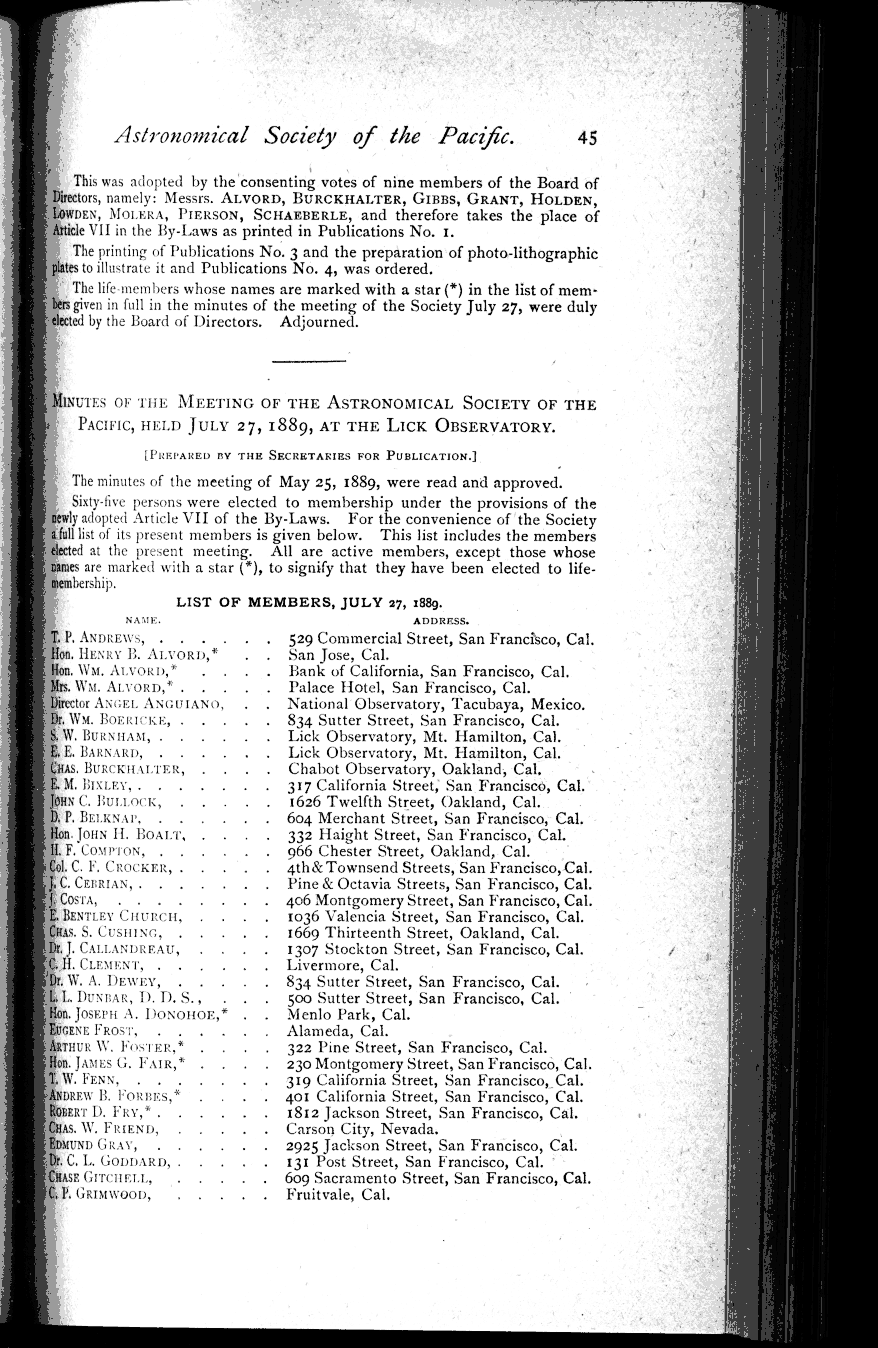 Astronomical Society of the Pacific. 45
This was adopted by the consenting votes of nine members of the Board of
Directors, namely: Messrs. ALVORD, BURCKHALTER, GIBBS, GRANT, HOLDEN,
LOWDEN, MOLERA, PIERSON, SCHAEBERLE, and therefore takes the place of
Article VII in the By-Laws as printed in Publications No. 1.
The printing of Publications No. 3 and the preparation of photo-lithographic
plates to illustrate it and Publications No. 4, was ordered.
The life-members whose names are marked with a star (*) in the list of mem-
bers given in full in the minutes of the meeting of the Society July 27, were duly
elected by the Board of Directors. Adjourned.
MINUTES OF THE MEETING OF THE ASTRONOMICAL SOCIETY OF THE
PACIFIC, HELD JULY 27, 1889, AT THE LICK OBSERVATORY.
[PREPARED BY THE SECRETARIES FOR PUBLICATION.]
The minutes of the meeting of May 25, 1889, were read and approved.
Sixty-five persons were elected to membership under the provisions of the
newly adopted Article VII of the By-Laws. For the convenience of the Society
a full list of its present members is given below. This list includes the members
elected at the present meeting. All are active members, except those whose
names are marked with a star (*), to signify that they have been elected to life-
membership.
LIST OF MEMBERS, JULY 27, 1889.
NAME. ADDRESS.
T. P. ANDREWS, . . . . . . 529 Commercial Street, San Francisco, Cal.
Hon. HENRY B. ALVORD,* . . San Jose, Cal.
Hon. WM. ALVORD,* . . . . Bank of California, San Francisco, Cal.
Mrs. WM. ALVORD,* . . . . . Palace Hotel, San Francisco, Cal.
Director ANGEL ANGUIANO, . . National Observatory, Tacubaya, Mexico.
Dr. WM. BOERICKE, . . . . . 834 Sutter Street, San Francisco, Cal.
S. W. BURNHAM, . . . . . . Lick Observatory, Mt. Hamilton, Cal.
E. E. BARNARD, . . . . . . Lick Observatory, Mt. Hamilton, Cal.
CHAS. BURCKHALTER, . . . . Chabot Observatory, Oakland, Cal.
E. M. BIXLEY, . . . . . . . 317 California Street, San Francisco, Cal.
JOHN C. BULLOCK, . . . . . 1626 Twelfth Street, Oakland, Cal.
D. P. BELKNAP, . . . . . . 604 Merchant Street, San Francisco, Cal.
Hon. JOHN H. BOALT, . . . . 332 Haight Street, San Francisco, Cal.
H. F. COMPTON, . . . . . . 966 Chester Street, Oakland, Cal.
Col. C. F. CROCKER, . . . . . 4th & Townsend Streets, San Francisco, Cal.
J. C. CEBRIAN, . . . . . . . Pine & Octavia Streets, San Francisco, Cal.
J. COSTA, . . . . . . . . 406 Montgomery Street, San Francisco, Cal.
E. BENTLEY CHURCH, . . . . 1036 Valencia Street, San Francisco, Cal.
CHAS. S. CUSHING, . . . . . 1669 Thirteenth Street, Oakland, Cal.
Dr. J. CALLANDREAU, . . . . 1307 Stockton Street, San Francisco, Cal.
C. H. CLEMENT, . . . . . . Livermore, Cal.
Dr. W. A. DEWEY, . . . . . 834 Sutter Street, San Francisco, Cal.
L. L. DUNBAR, D. D. S., . . . 500 Sutter Street, San Francisco, Cal.
Hon. JOSEPH A. DONOHOE,* . . Menlo Park, Cal.
EUGENE FROST, . . . . . . Alameda, Cal.
ARTHUR W. FOSTER,* . . . . 322 Pine Street, San Francisco, Cal.
Hon. JAMES G. FAIR,* . . . . 230 Montgomery Street, San Francisco, Cal.
T. W. FENN, . . . . . . . 319 California Street, San Francisco, Cal.
ANDREW B. FORBES,* . . . . 401 California Street, San Francisco, Cal.
ROBERT D. FRY,* . . . . . . 1812 Jackson Street, San Francisco, Cal.
CHAS. W. FRIEND, . . . . . Carson City, Nevada.
EDMUND GRAY, . . . . . . 2925 Jackson Street, San Francisco, Cal.
Dr. C. L. GODDARD, . . . . . 131 Post Street, San Francisco, Cal.
CHASE GITCHELL, . . . . . 609 Sacramento Street, San Francisco, Cal.
C. P. GRIMWOOD, . . . . . Fruitvale, Cal.